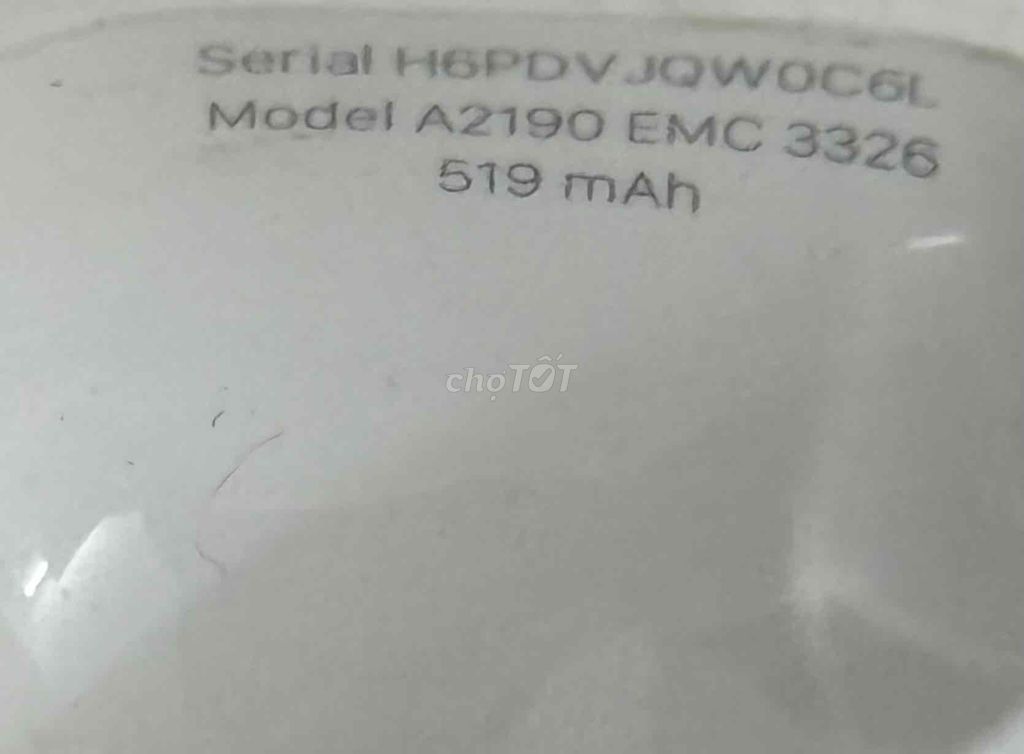 Serial H6PDVJQW0C6L
Model A2190 EMC 3326
519 mAh
chợTỐT